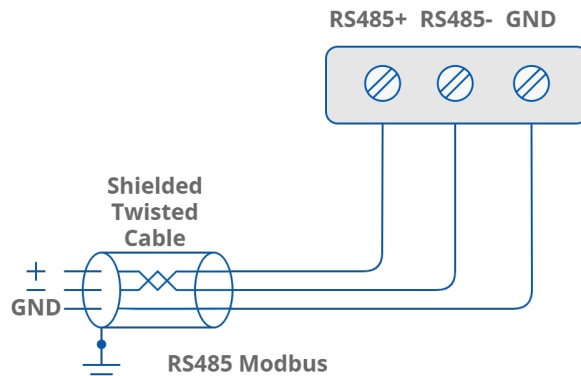 RS485+ RS485- GND
Shielded
Twisted
Cable
+
−
GND
RS485 Modbus